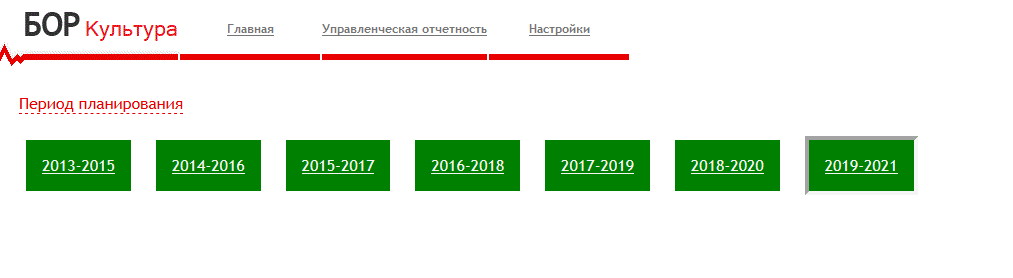 БОР Культура Главная Управленческая отчетность Настройки
Период планирования
2013-2015 2014-2016 2015-2017 2016-2018 2017-2019 2018-2020 2019-2021